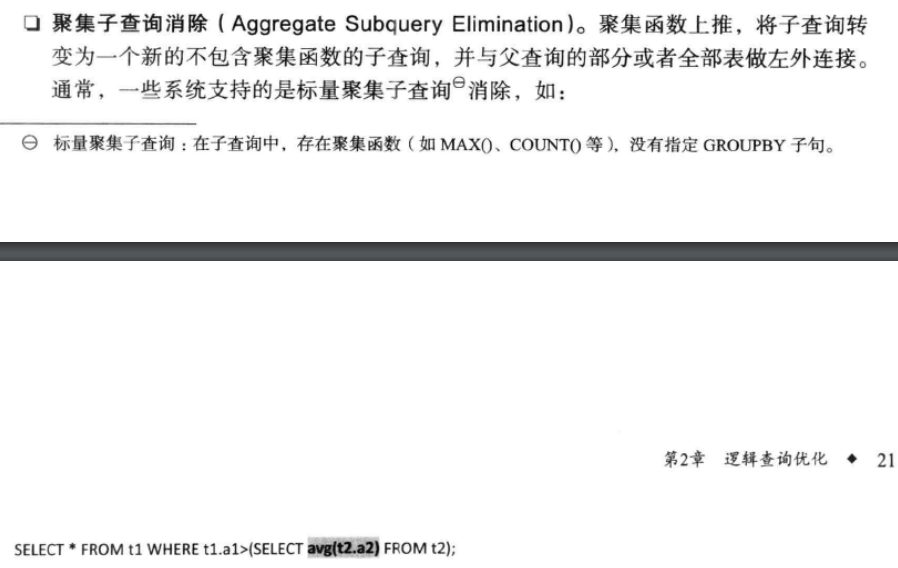 ❏ 聚集子查询消除（Aggregate Subquery Elimination）。聚集函数上推，将子查询转
变为一个新的不包含聚集函数的子查询，并与父查询的部分或者全部表做左外连接。
通常，一些系统支持的是标量聚集子查询㊀消除，如：
㊀ 标量聚集子查询：在子查询中，存在聚集函数（如 MAX()、COUNT() 等），没有指定 GROUPBY 子句。
第2章 逻辑查询优化 ◆ 21
SELECT * FROM t1 WHERE t1.a1>(SELECT avg(t2.a2) FROM t2);